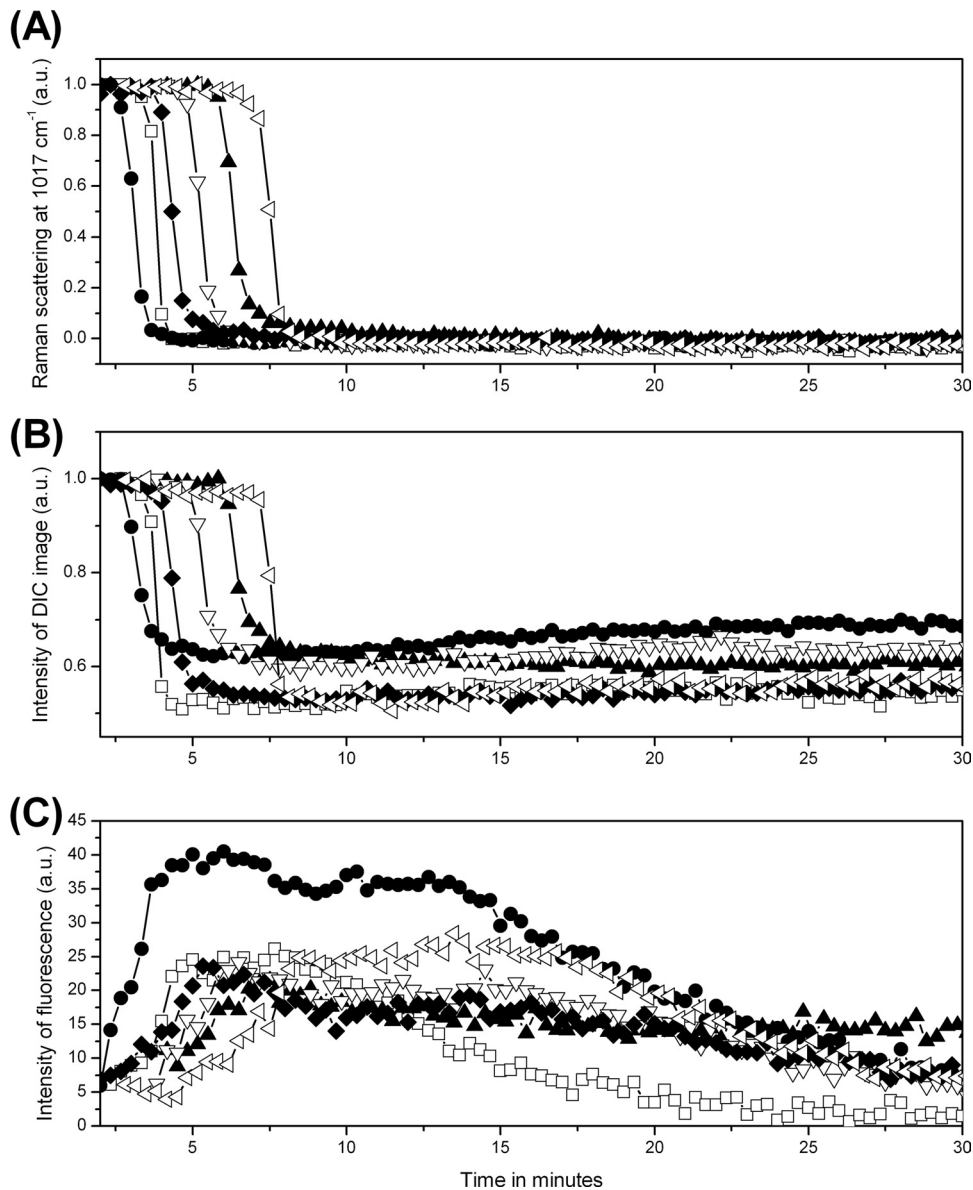 (A)
Raman scattering at 1017 cm⁻¹ (a.u.)
1.0
0.8
0.6
0.4
0.2
0.0
5 10 15 20 25 30
(B)
Intensity of DIC image (a.u.)
1.0
0.8
0.6
5 10 15 20 25 30
(C)
Intensity of fluorescence (a.u.)
45
40
35
30
25
20
15
10
5
0
5 10 15 20 25 30
Time in minutes